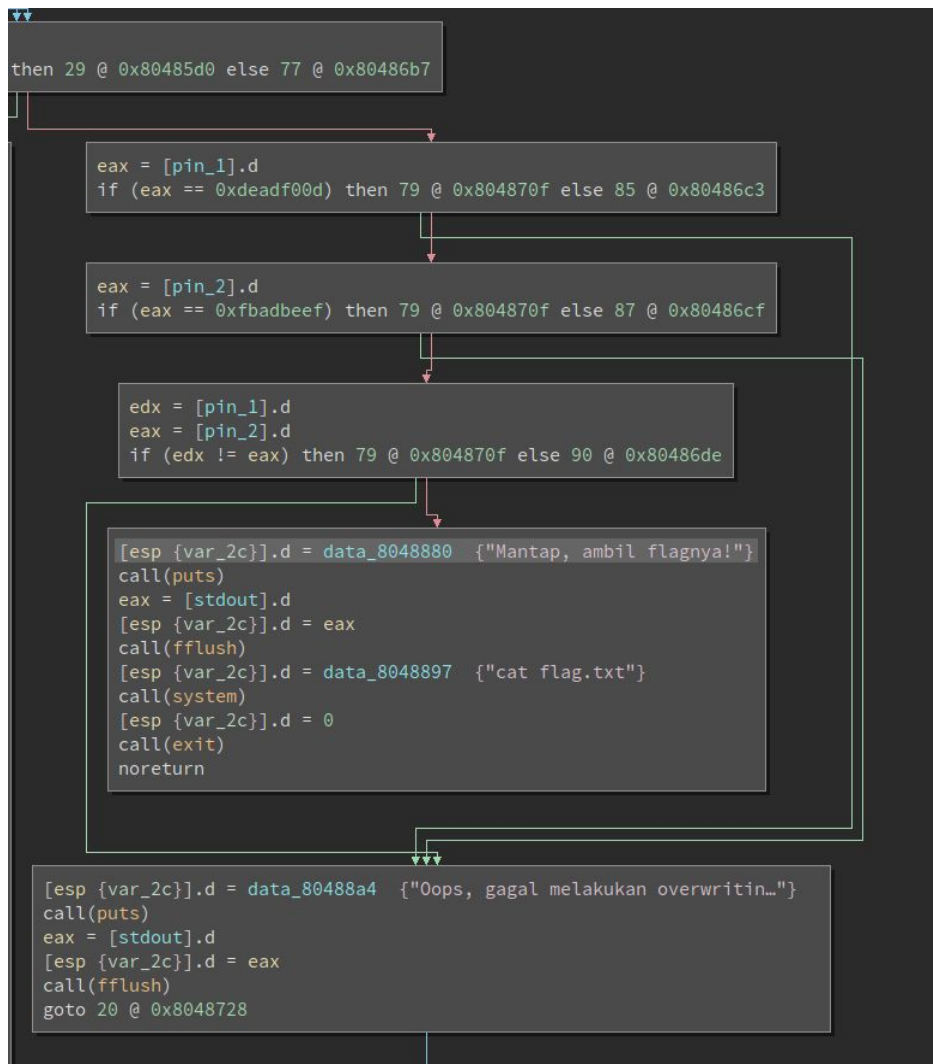 then 29 @ 0x80485d0 else 77 @ 0x80486b7
eax = [pin_1].d
if (eax == 0xdeadf00d) then 79 @ 0x804870f else 85 @ 0x80486c3
eax = [pin_2].d
if (eax == 0xfbadbeef) then 79 @ 0x804870f else 87 @ 0x80486cf
edx = [pin_1].d
eax = [pin_2].d
if (edx != eax) then 79 @ 0x804870f else 90 @ 0x80486de
[esp {var_2c}].d = data_8048880  {"Mantap, ambil flagnya!"}
call(puts)
eax = [stdout].d
[esp {var_2c}].d = eax
call(fflush)
[esp {var_2c}].d = data_8048897  {"cat flag.txt"}
call(system)
[esp {var_2c}].d = 0
call(exit)
noreturn
[esp {var_2c}].d = data_80488a4  {"Oops, gagal melakukan overwritin…"}
call(puts)
eax = [stdout].d
[esp {var_2c}].d = eax
call(fflush)
goto 20 @ 0x8048728